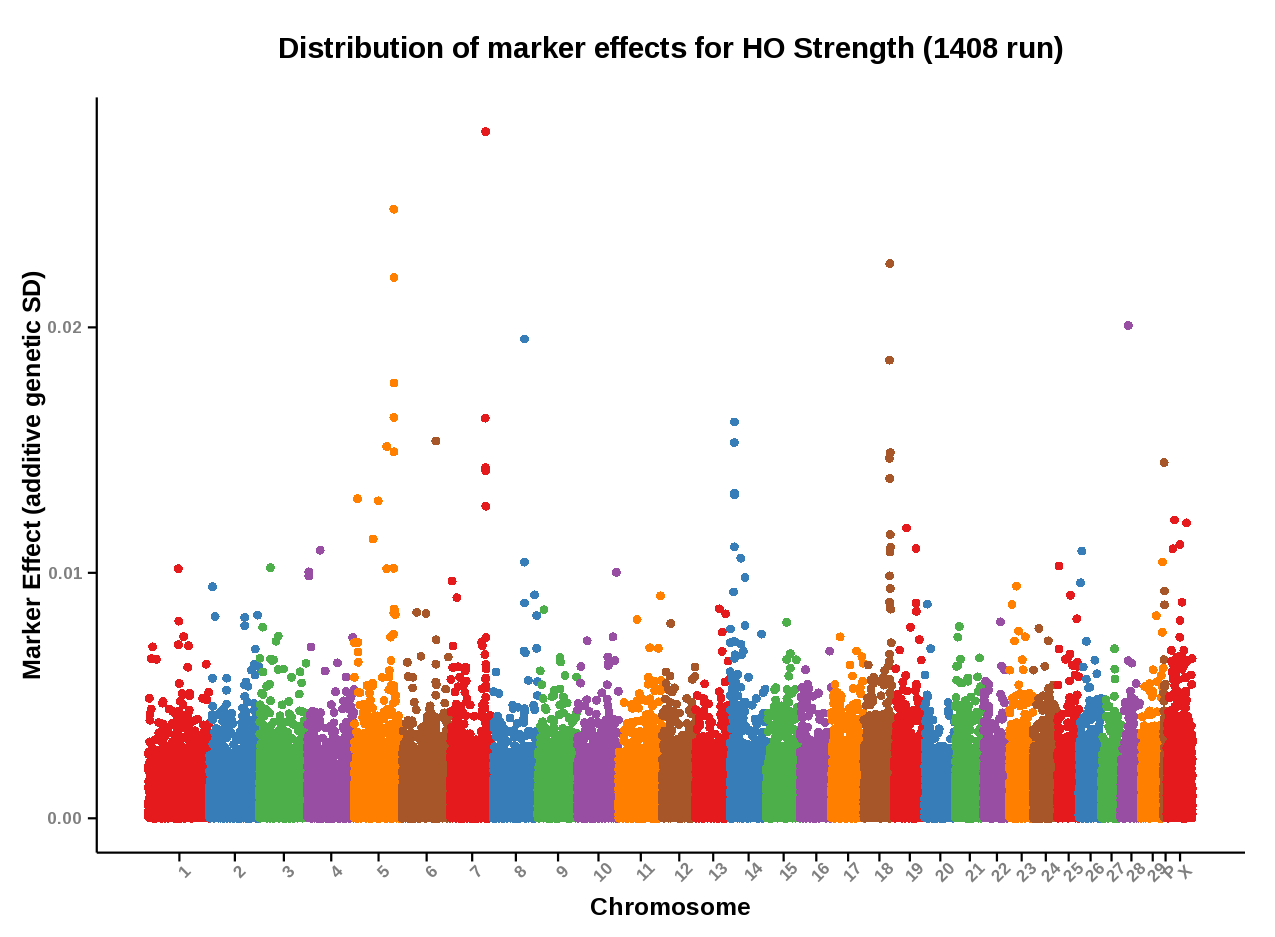 Distribution of marker effects for HO Strength (1408 run)
Marker Effect (additive genetic SD)
0.02
0.01
0.00
1 2 3 4 5 6 7 8 9 10 11 12 13 14 15 16 17 18 19 20 21 22 23 24 25 26 27 28 29 P X
Chromosome